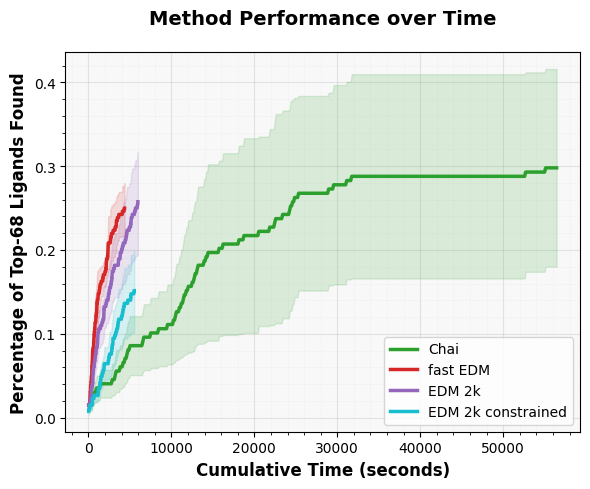 Method Performance over Time
Percentage of Top-68 Ligands Found
0.4
0.3
0.2
0.1
0.0
Chai
fast EDM
EDM 2k
EDM 2k constrained
0 10000 20000 30000 40000 50000
Cumulative Time (seconds)